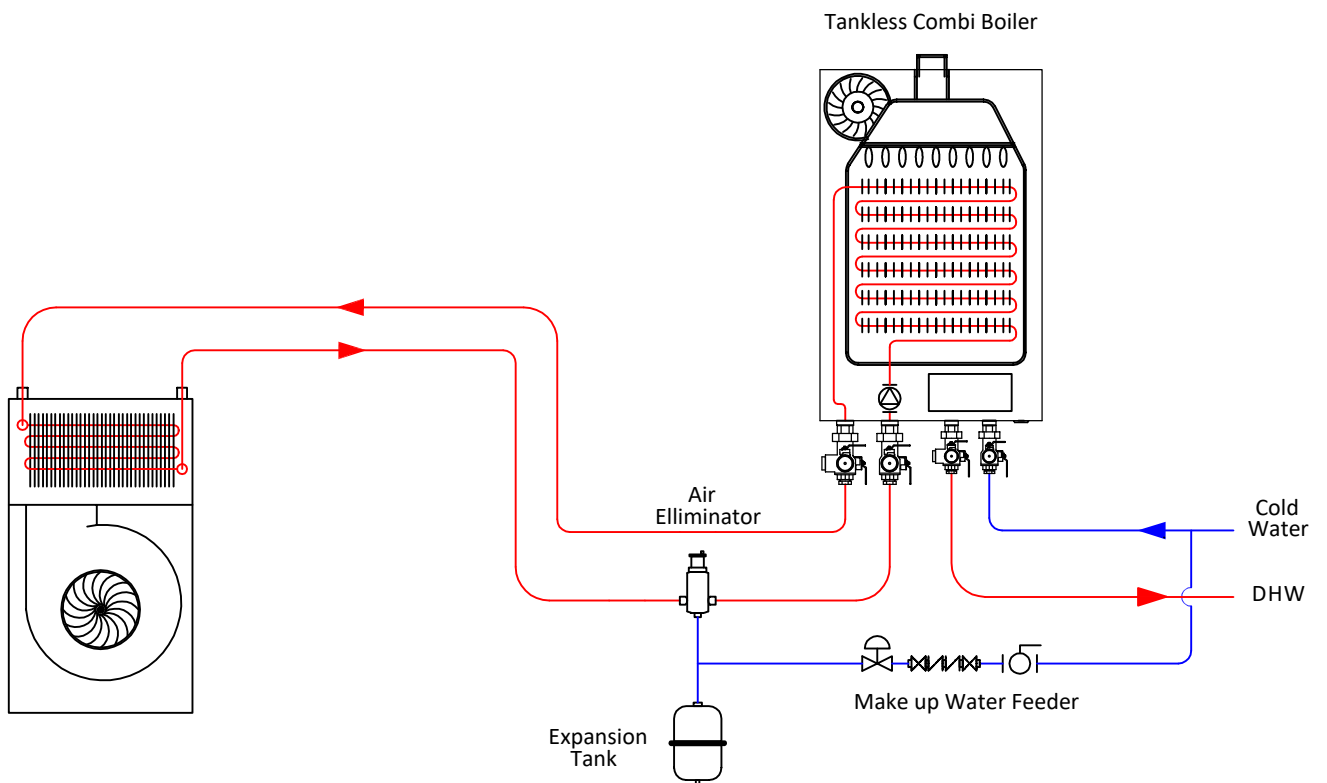 Tankless Combi Boiler
Air
Elliminator
Cold
Water
DHW
Make up Water Feeder
Expansion
Tank